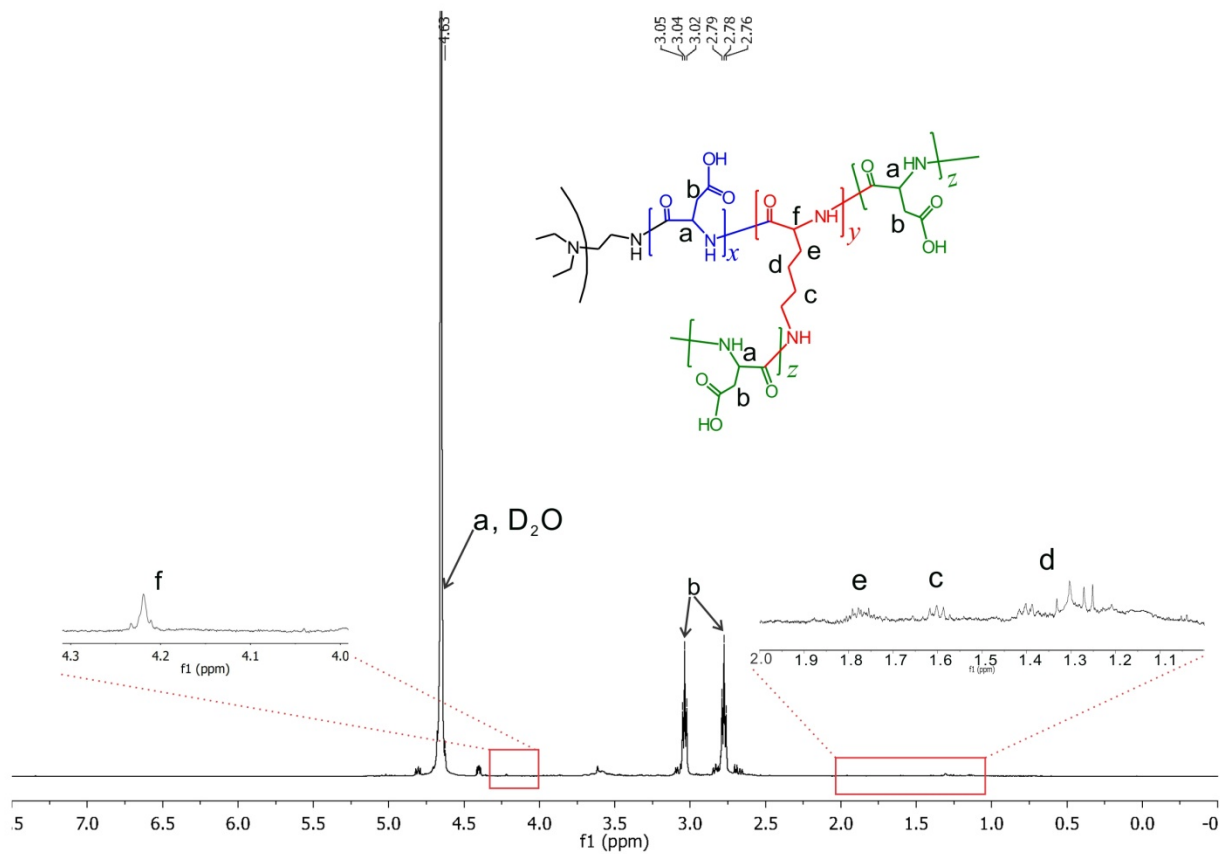 4.63
3.05
3.04
3.02
2.79
2.78
2.76
OH
b
O
O
a
HN
z
O
f
NH
y
O
N
N
H
a
N
H
x
d
e
c
b
O
OH
NH
a
NH
z
O
b
O
HO
a, D2O
f
4.3 4.2 4.1 4.0
f1 (ppm)
b
e c d
2.0 1.9 1.8 1.7 1.6 1.5 1.4 1.3 1.2 1.1
f1 (ppm)
.5 7.0 6.5 6.0 5.5 5.0 4.5 4.0 3.5 3.0 2.5 2.0 1.5 1.0 0.5 0.0 -0
f1 (ppm)